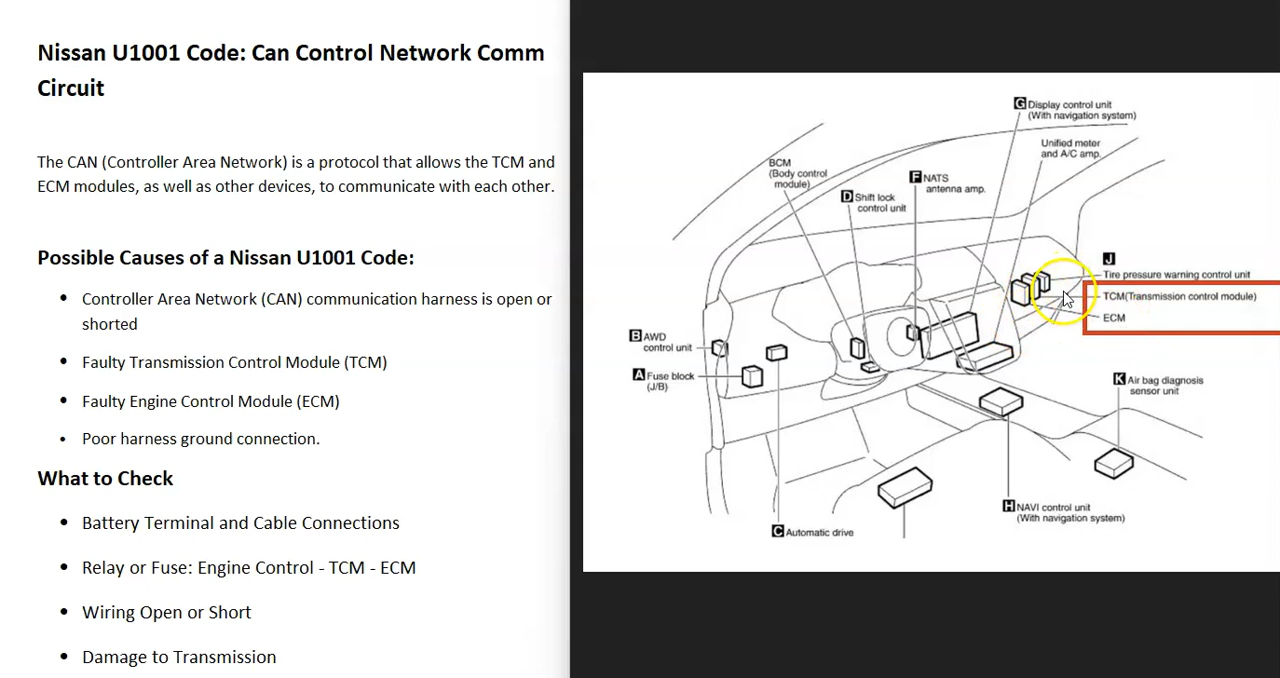 Nissan U1001 Code: Can Control Network Comm
Circuit
The CAN (Controller Area Network) is a protocol that allows the TCM and
ECM modules, as well as other devices, to communicate with each other.
Possible Causes of a Nissan U1001 Code:
• Controller Area Network (CAN) communication harness is open or
shorted
• Faulty Transmission Control Module (TCM)
• Faulty Engine Control Module (ECM)
• Poor harness ground connection.
What to Check
• Battery Terminal and Cable Connections
• Relay or Fuse: Engine Control - TCM - ECM
• Wiring Open or Short
• Damage to Transmission
G Display control unit
(With navigation system)
Unified meter
and A/C amp.
BCM
(Body control
module)
F NATS
antenna amp.
D Shift lock
control unit
J
Tire pressure warning control unit
TCM(Transmission control module)
ECM
B AWD
control unit
A Fuse block
(J/B)
K Air bag diagnosis
sensor unit
H NAVI control unit
(With navigation system)
C Automatic drive